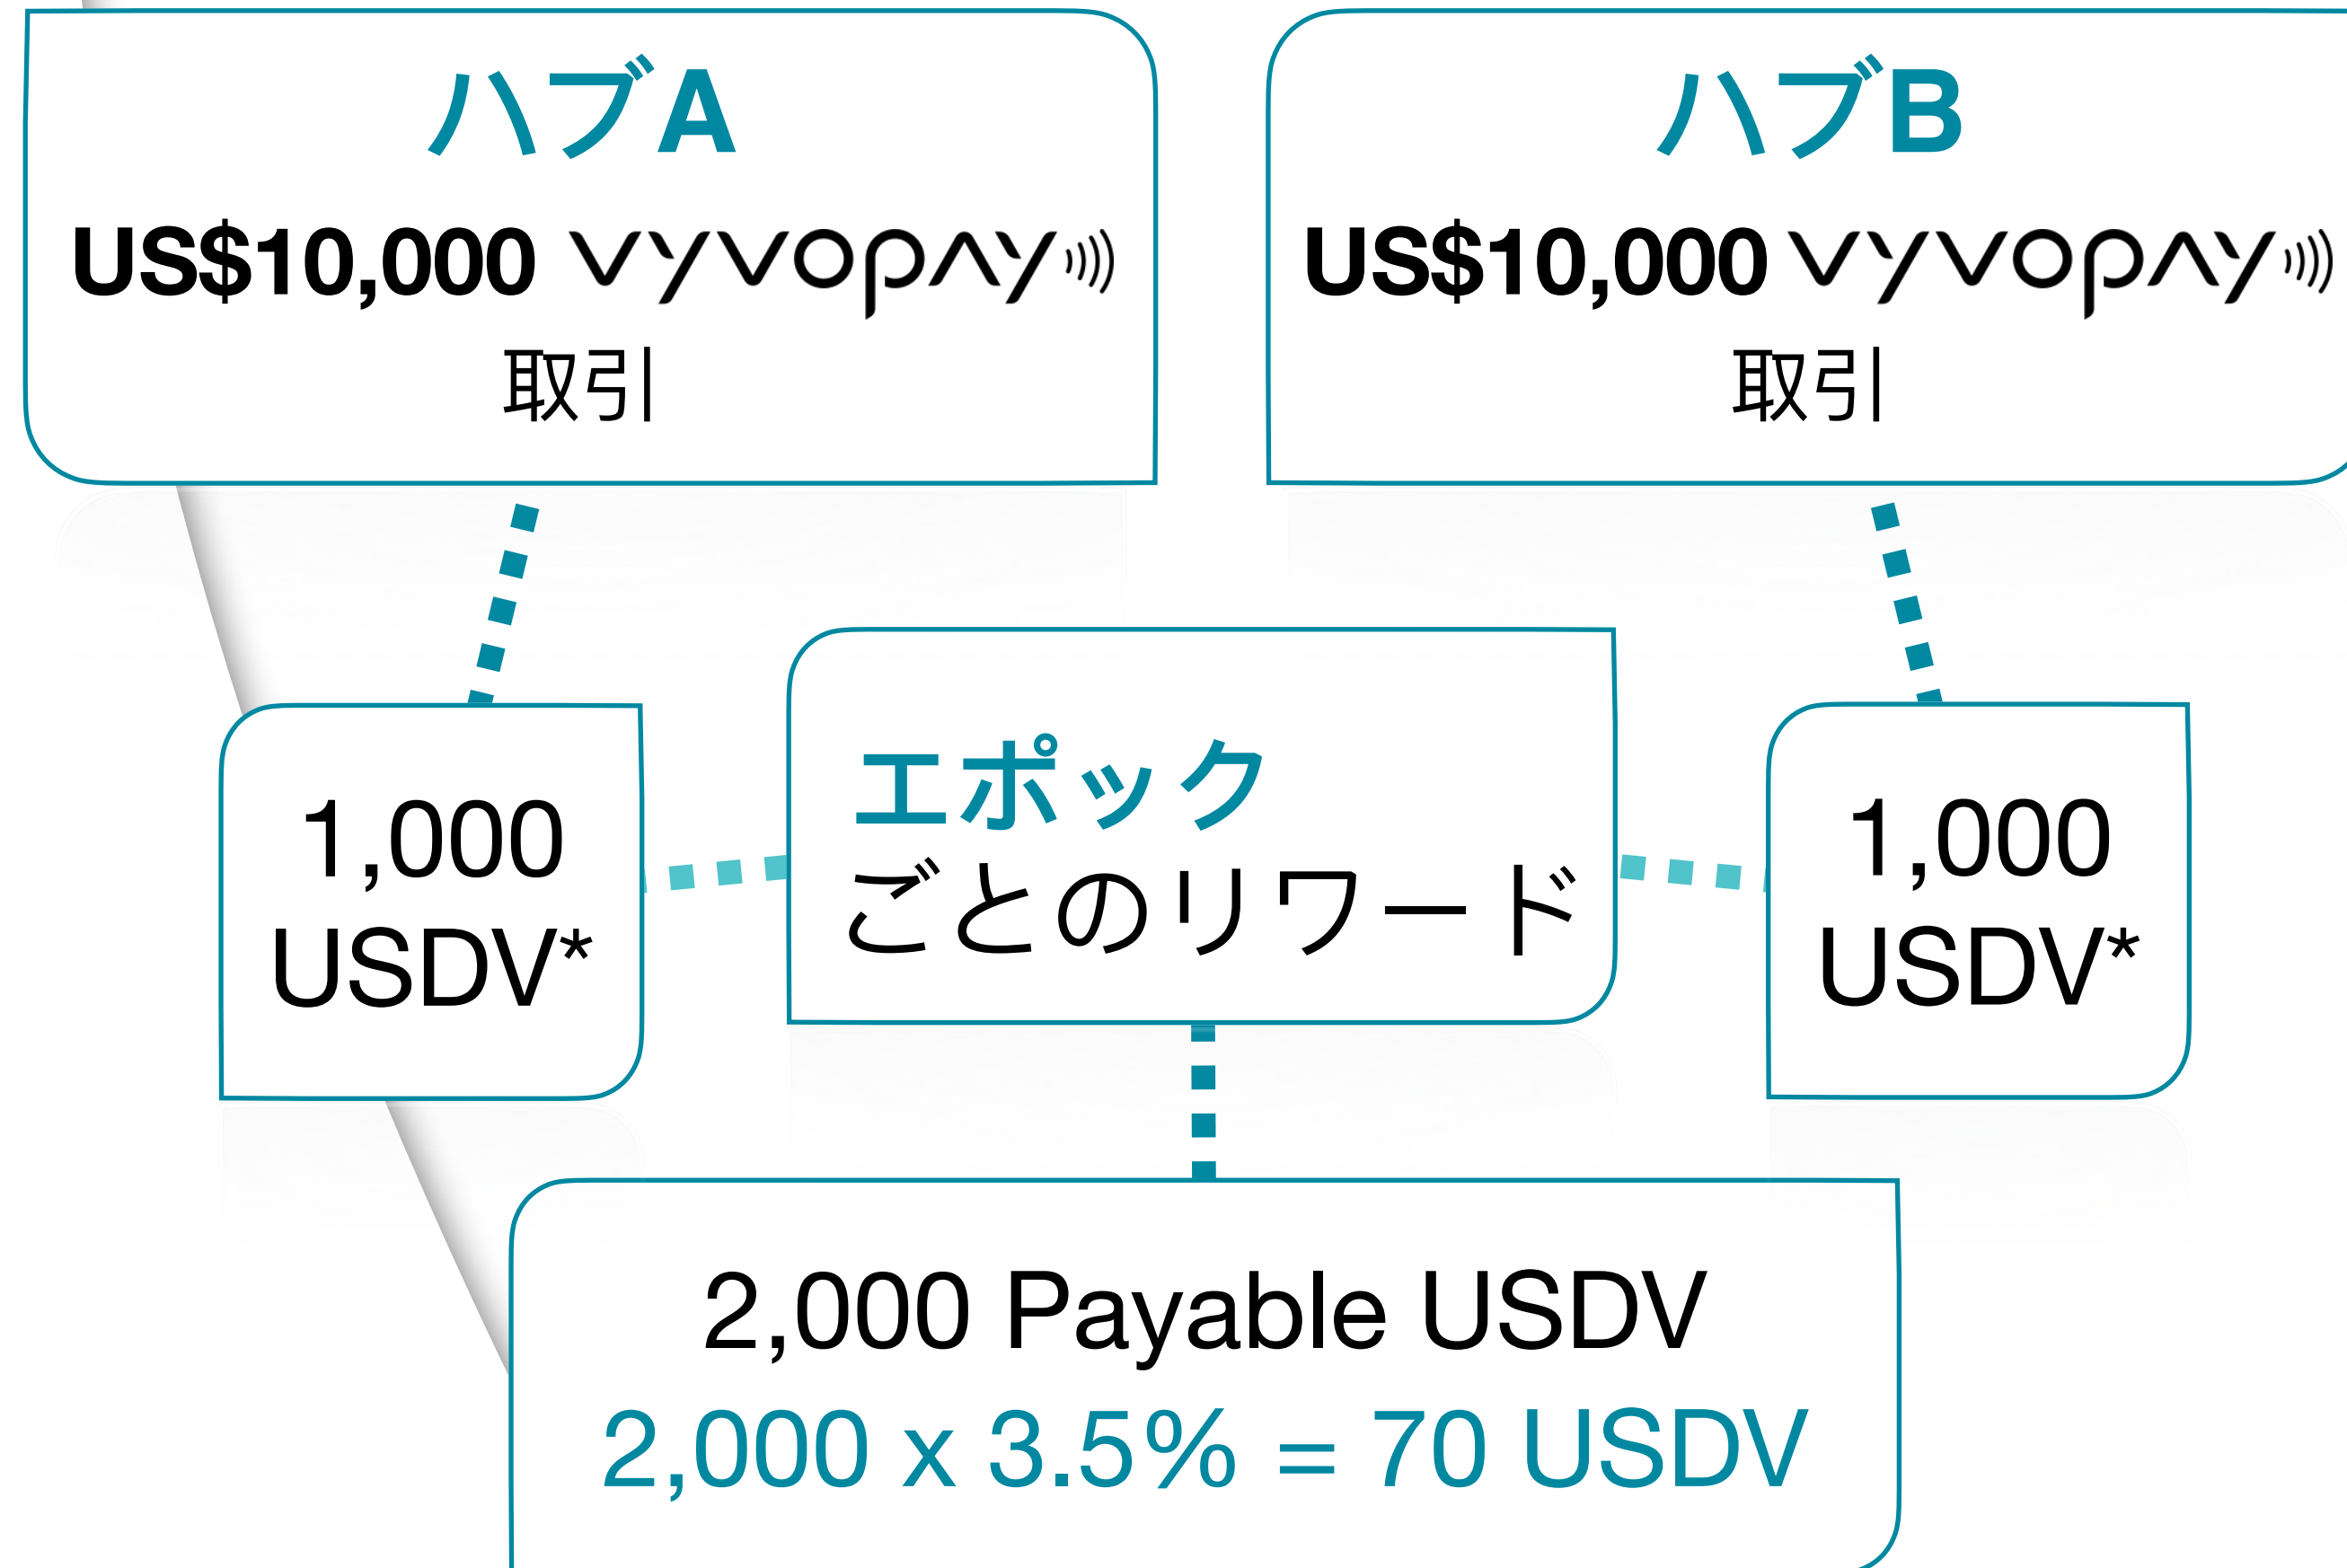 ハブA
US$10,000 vyvopay
取引
ハブB
US$10,000 vyvopay
取引
1,000
USDV*
エポック
ごとのリワード
1,000
USDV*
2,000 Payable USDV
2,000 x 3.5% = 70 USDV